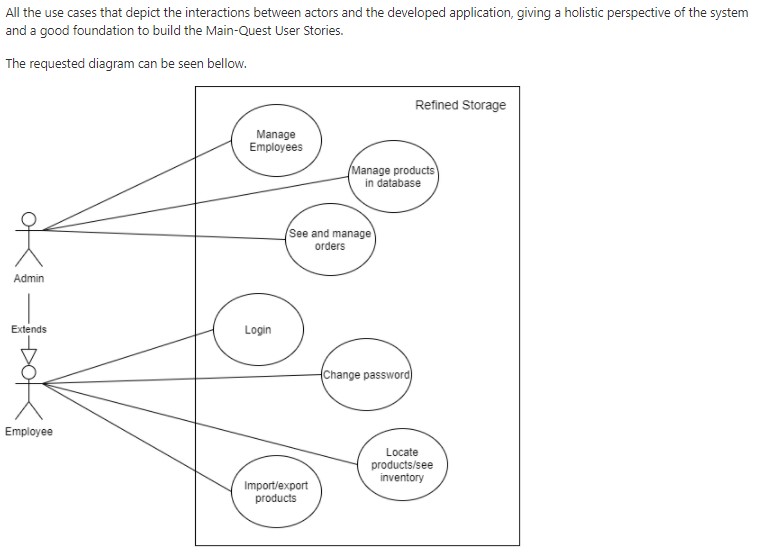 All the use cases that depict the interactions between actors and the developed application, giving a holistic perspective of the system
and a good foundation to build the Main-Quest User Stories.
The requested diagram can be seen bellow.
Refined Storage
Manage
Employees
Manage products
in database
See and manage
orders
Admin
Extends
Login
Change password
Employee
Locate
products/see
inventory
Import/export
products